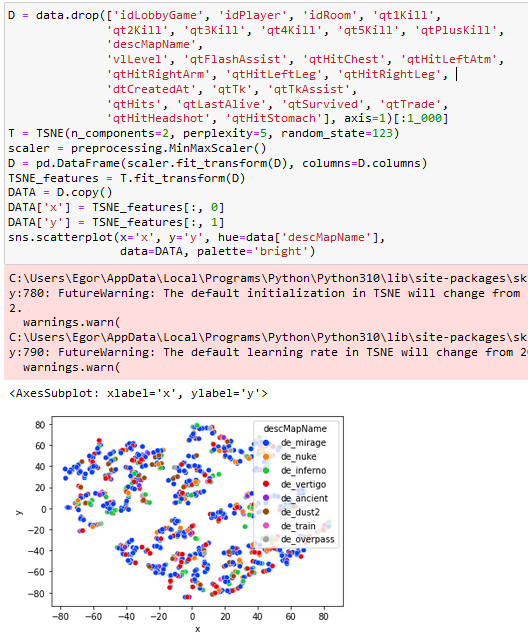 D = data.drop(['idLobbyGame', 'idPlayer', 'idRoom', 'qt1Kill',
'qt2Kill', 'qt3Kill', 'qt4Kill', 'qt5Kill', 'qtPlusKill',
'descMapName',
'vlLevel', 'qtFlashAssist', 'qtHitChest', 'qtHitLeftAtm',
'qtHitRightArm', 'qtHitLeftLeg', 'qtHitRightLeg',
'dtCreatedAt', 'qtTk', 'qtTkAssist',
'qtHits', 'qtLastAlive', 'qtSurvived', 'qtTrade',
'qtHitHeadshot', 'qtHitStomach'], axis=1)[:1_000]
T = TSNE(n_components=2, perplexity=5, random_state=123)
scaler = preprocessing.MinMaxScaler()
D = pd.DataFrame(scaler.fit_transform(D), columns=D.columns)
TSNE_features = T.fit_transform(D)
DATA = D.copy()
DATA['x'] = TSNE_features[:, 0]
DATA['y'] = TSNE_features[:, 1]
sns.scatterplot(x='x', y='y', hue=data['descMapName'],
data=DATA, palette='bright')
C:\Users\Egor\AppData\Local\Programs\Python\Python310\lib\site-packages\sk
y:780: FutureWarning: The default initialization in TSNE will change from
2.
warnings.warn(
C:\Users\Egor\AppData\Local\Programs\Python\Python310\lib\site-packages\sk
y:790: FutureWarning: The default learning rate in TSNE will change from 20
warnings.warn(
<AxesSubplot: xlabel='x', ylabel='y'>
descMapName
de_mirage
de_nuke
de_inferno
de_vertigo
de_ancient
de_dust2
de_train
de_overpass
80
60
40
20
0
−20
−40
−60
−80
y
−80 −60 −40 −20 0 20 40 60 80
x